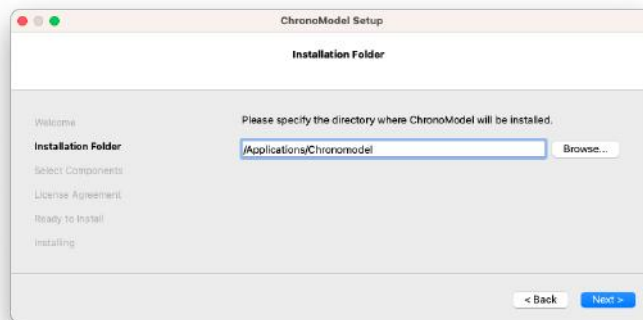 ChronoModel Setup
Installation Folder
Welcome
Please specify the directory where ChronoModel will be installed.
Installation Folder
/Applications/Chronomodel
Browse...
Select Components
License Agreement
Ready to Install
Installing
< Back
Next >